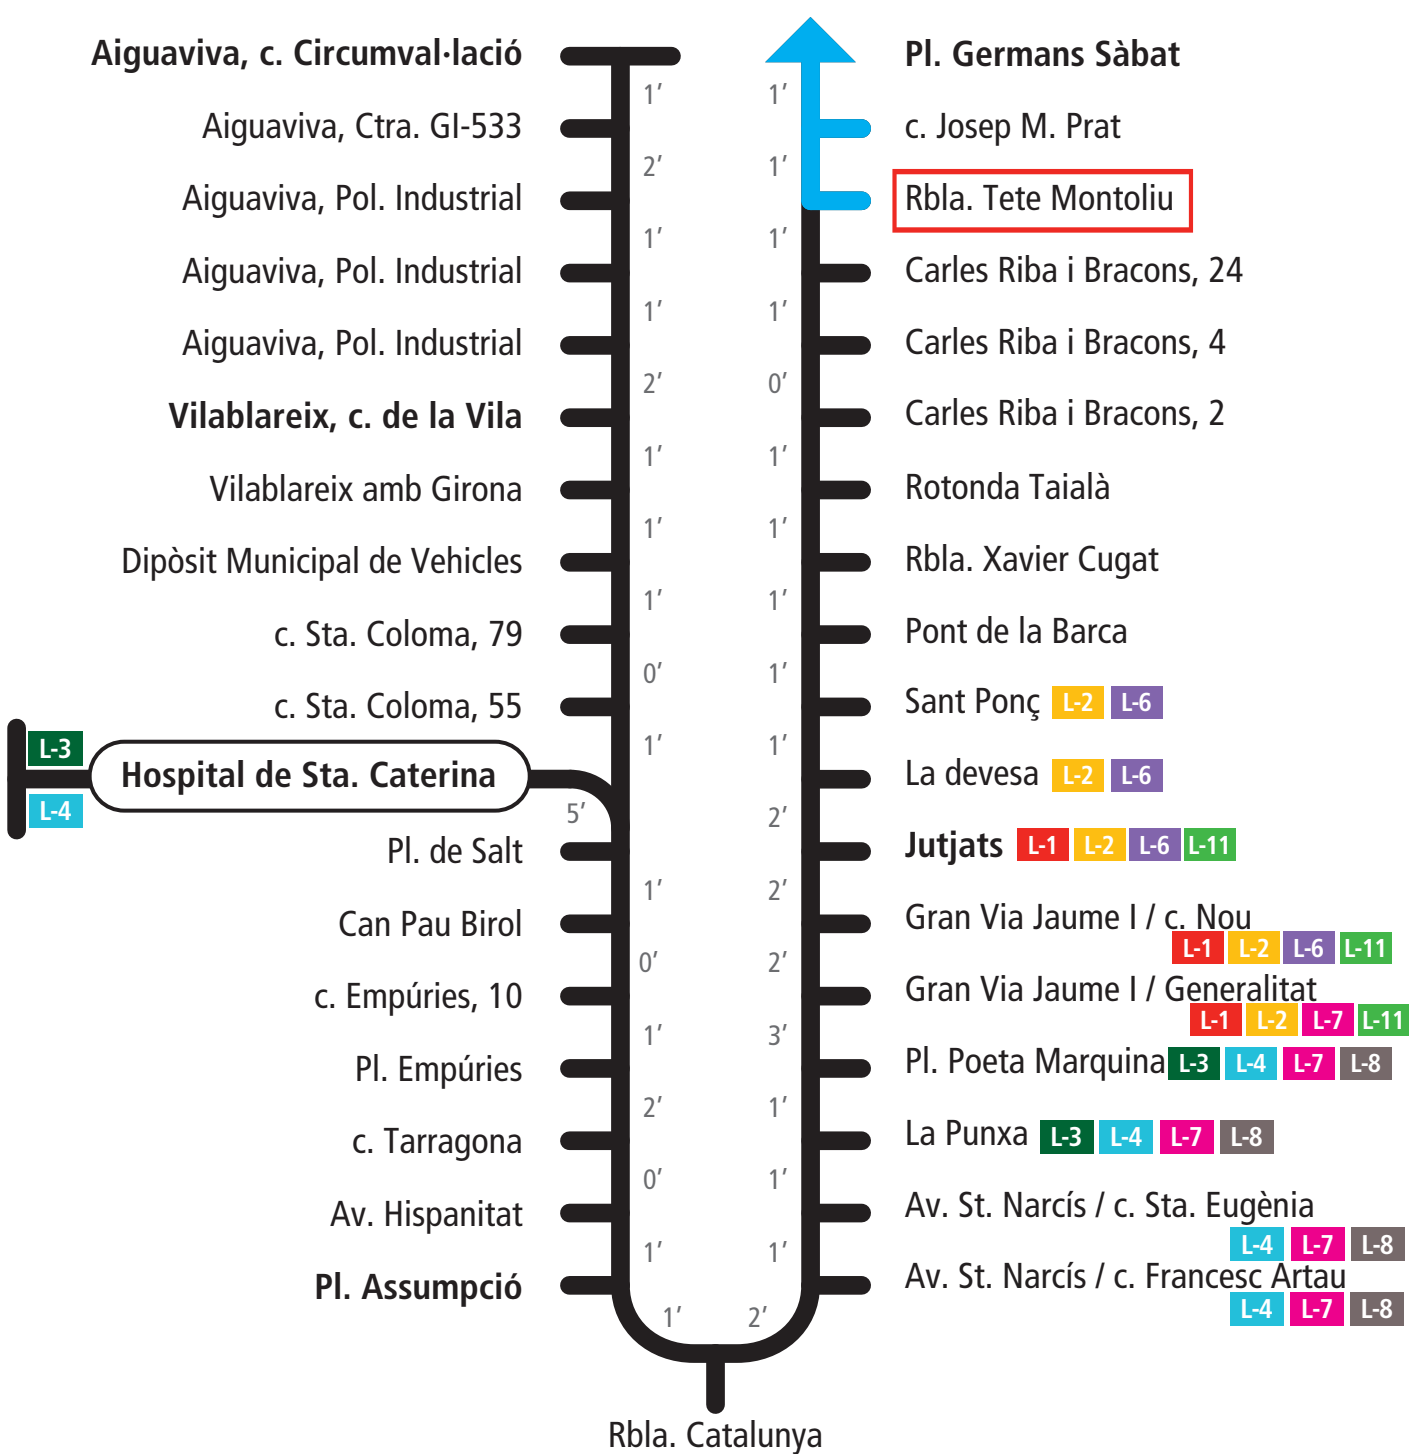 Aiguaviva, c. Circumval·lació
1’
Aiguaviva, Ctra. GI-533
2’
Aiguaviva, Pol. Industrial
1’
Aiguaviva, Pol. Industrial
1’
Aiguaviva, Pol. Industrial
2’
Vilablareix, c. de la Vila
1’
Vilablareix amb Girona
1’
Dipòsit Municipal de Vehicles
1’
c. Sta. Coloma, 79
0’
c. Sta. Coloma, 55
1’
L-3
Hospital de Sta. Caterina
L-4
5’
Pl. de Salt
1’
Can Pau Birol
0’
c. Empúries, 10
1’
Pl. Empúries
2’
c. Tarragona
0’
Av. Hispanitat
1’
Pl. Assumpció
1’
Rbla. Catalunya
Pl. Germans Sàbat
1’
c. Josep M. Prat
1’
Rbla. Tete Montoliu
1’
Carles Riba i Bracons, 24
1’
Carles Riba i Bracons, 4
0’
Carles Riba i Bracons, 2
1’
Rotonda Taialà
1’
Rbla. Xavier Cugat
1’
Pont de la Barca
1’
Sant Ponç L-2 L-6
1’
La devesa L-2 L-6
2’
Jutjats L-1 L-2 L-6 L-11
2’
Gran Via Jaume I / c. Nou
L-1 L-2 L-6 L-11
2’
Gran Via Jaume I / Generalitat
L-1 L-2 L-7 L-11
3’
Pl. Poeta Marquina L-3 L-4 L-7 L-8
1’
La Punxa L-3 L-4 L-7 L-8
1’
Av. St. Narcís / c. Sta. Eugènia
L-4 L-7 L-8
1’
Av. St. Narcís / c. Francesc Artau
L-4 L-7 L-8
2’